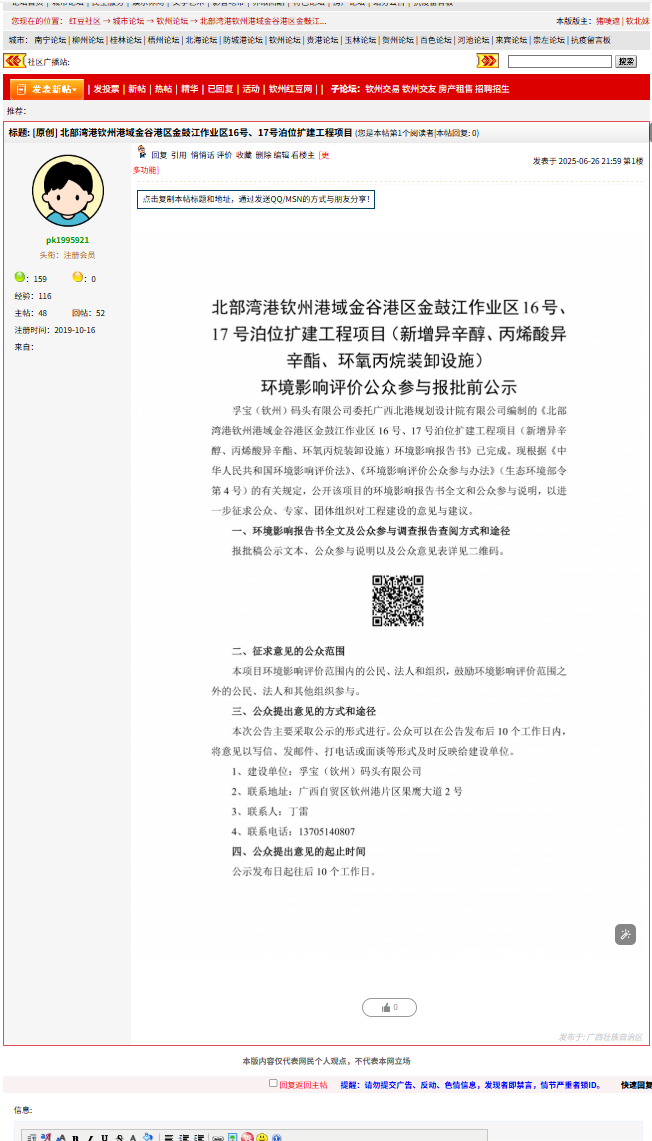 您现在的位置： 红豆社区 → 城市论坛 → 钦州论坛 → 北部湾港钦州港域金谷港区金鼓江...
本版版主：猪唛遑 | 软北妹
城市： 南宁论坛 | 柳州论坛 | 桂林论坛 | 梧州论坛 | 北海论坛 | 防城港论坛 | 钦州论坛 | 贵港论坛 | 玉林论坛 | 贺州论坛 | 百色论坛 | 河池论坛 | 来宾论坛 | 崇左论坛 | 抗疫留言板
社区广播站:
搜索
发表新帖 | 发投票 | 新帖 | 热帖 | 精华 | 已回复 | 活动 | 钦州红豆网 | | 子论坛: 钦州交易 钦州交友 房产租售 招聘招生
推荐:
标题: [原创] 北部湾港钦州港域金谷港区金鼓江作业区16号、17号泊位扩建工程项目 (您是本帖第1个阅读者|本帖回复: 0)
pk1995921
头衔：注册会员
：159
：0
经验：116
主帖：48
回帖：52
注册时间：2019-10-16
来自：
回复 引用 悄悄话 评价 收藏 删除 编辑 看楼主 [更
多功能]
发表于 2025-06-26 21:59 第1楼
点击复制本帖标题和地址，通过发送QQ/MSN的方式与朋友分享！
北部湾港钦州港域金谷港区金鼓江作业区 16 号、
17 号泊位扩建工程项目（新增异辛醇、丙烯酸异
辛酯、环氧丙烷装卸设施）
环境影响评价公众参与报批前公示
孚宝（钦州）码头有限公司委托广西北港规划设计院有限公司编制的《北部
湾港钦州港域金谷港区金鼓江作业区 16 号、17 号泊位扩建工程项目（新增异辛
醇、丙烯酸异辛酯、环氧丙烷装卸设施）环境影响报告书》已完成。现根据《中
华人民共和国环境影响评价法》、《环境影响评价公众参与办法》（生态环境部令
第 4 号）的有关规定，公开该项目的环境影响报告书全文和公众参与说明，以进
一步征求公众、专家、团体组织对工程建设的意见与建议。
一、环境影响报告书全文及公众参与调查报告查阅方式和途径
报批稿公示文本、公众参与说明以及公众意见表详见二维码。
二、征求意见的公众范围
本项目环境影响评价范围内的公民、法人和组织，鼓励环境影响评价范围之
外的公民、法人和其他组织参与。
三、公众提出意见的方式和途径
本次公告主要采取公示的形式进行。公众可以在公告发布后 10 个工作日内，
将意见以写信、发邮件、打电话或面谈等形式及时反映给建设单位。
1、建设单位：孚宝（钦州）码头有限公司
2、联系地址：广西自贸区钦州港片区果鹰大道 2 号
3、联系人：丁雷
4、联系电话：13705140807
四、公众提出意见的起止时间
公示发布日起往后 10 个工作日。
0
发布于: 广西壮族自治区
本版内容仅代表网民个人观点，不代表本网立场
回复返回主帖 提醒：请勿提交广告、反动、色情信息，发现者即禁言，情节严重者锁ID。 快速回复
信息: